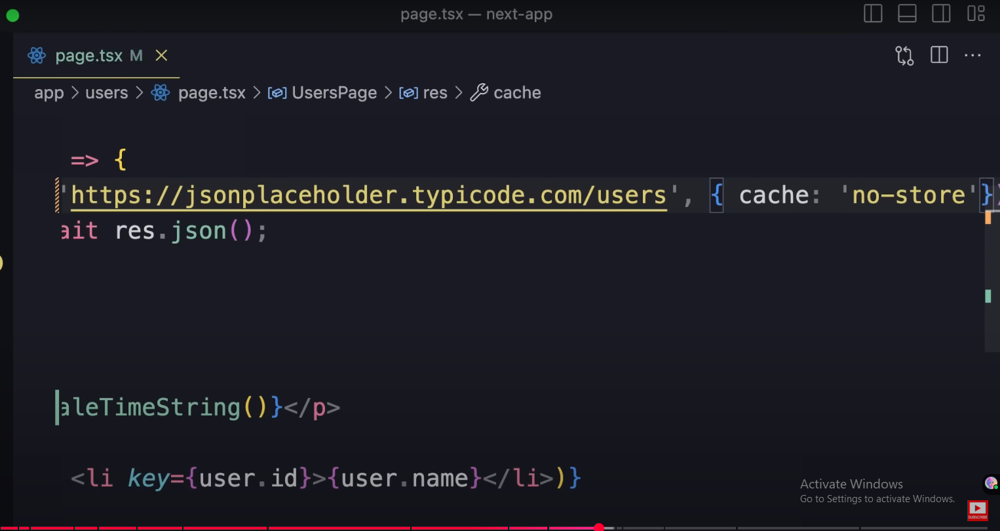 page.tsx — next-app
page.tsx M
app > users > page.tsx > UsersPage > res > cache
=> {
'https://jsonplaceholder.typicode.com/users', { cache: 'no-store'})
ait res.json();
aleTimeString()}</p>
<li key={user.id}>{user.name}</li>)}
Activate Windows
Go to Settings to activate Windows.
SUBSCRIBE